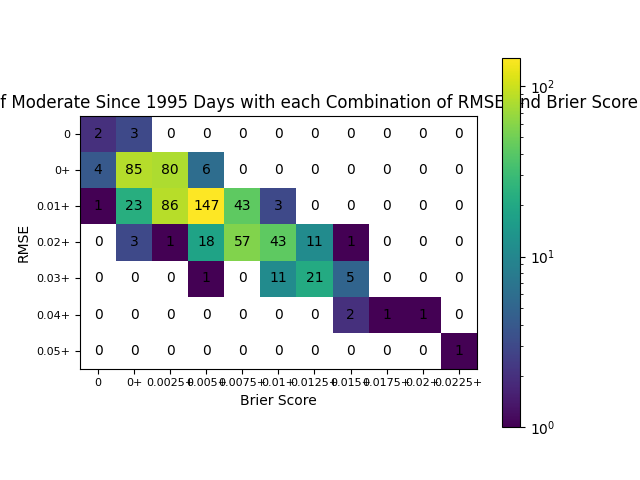 f Moderate Since 1995 Days with each Combination of RMSE and Brier Score
10²
0 2 3 0 0 0 0 0 0 0 0 0
0+ 4 85 80 6 0 0 0 0 0 0 0
0.01+ 1 23 86 147 43 3 0 0 0 0 0
RMSE
0.02+ 0 3 1 18 57 43 11 1 0 0 0
10¹
0.03+ 0 0 0 1 0 11 21 5 0 0 0
0.04+ 0 0 0 0 0 0 0 2 1 1 0
0.05+ 0 0 0 0 0 0 0 0 0 0 1
0 0+ 0.0025+ 0.005+ 0.0075+ 0.01+ 0.0125+ 0.015+ 0.0175+ 0.02+ 0.0225+
Brier Score
10⁰